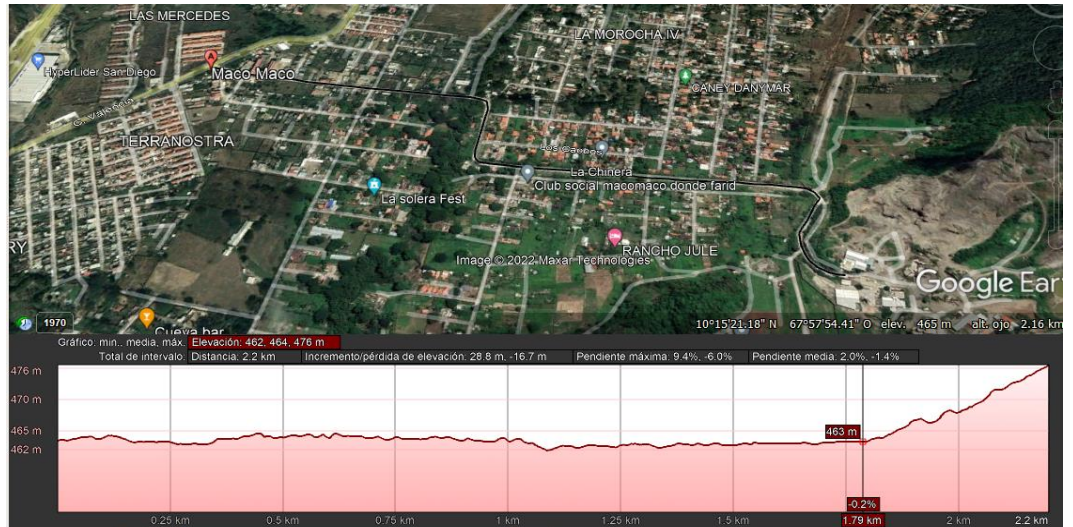 LAS MERCEDES
LA MOROCHA IV
HyperLider San Diego
A
Maco Maco
CANEY DANYMAR
C. Valencia
TERRANOSTRA
Los Caobos
La Chinera
Club social macomaco donde farid
La solera Fest
RY
RANCHO JULE
Image © 2022 Maxar Technologies
Google Ear
Cueva bar
1970
10°15'21.18" N 67°57'54.41" O elev. 465 m alt. ojo 2.16 km
Gráfico: min., media, máx. Elevación: 462, 464, 476 m
Total de intervalo: Distancia: 2.2 km Incremento/pérdida de elevación: 28.8 m, -16.7 m Pendiente máxima: 9.4%, -6.0% Pendiente media: 2.0%, -1.4%
476 m
470 m
465 m
462 m
463 m
-0.2%
0.25 km 0.5 km 0.75 km 1 km 1.25 km 1.5 km 1.79 km 2 km 2.2 km